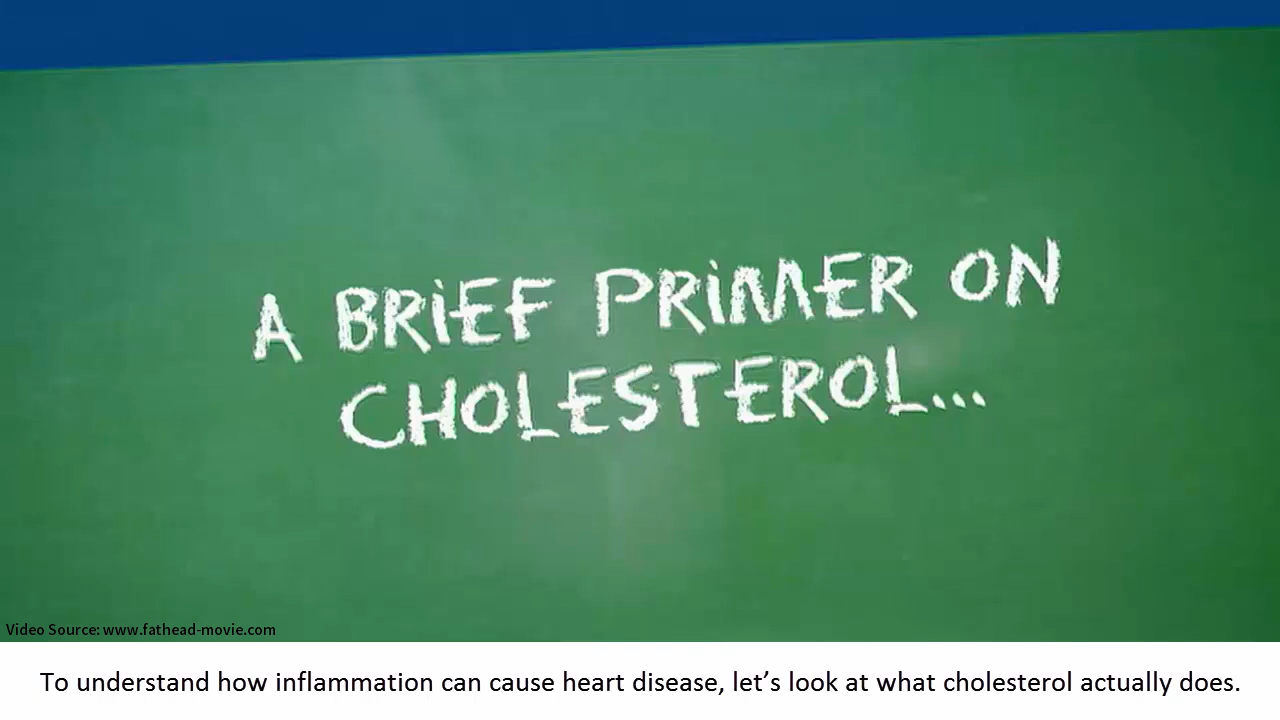 A BRiEF PRiMER ON
CHOLESTEROL...
Video Source: www.fathead-movie.com
To understand how inflammation can cause heart disease, let’s look at what cholesterol actually does.